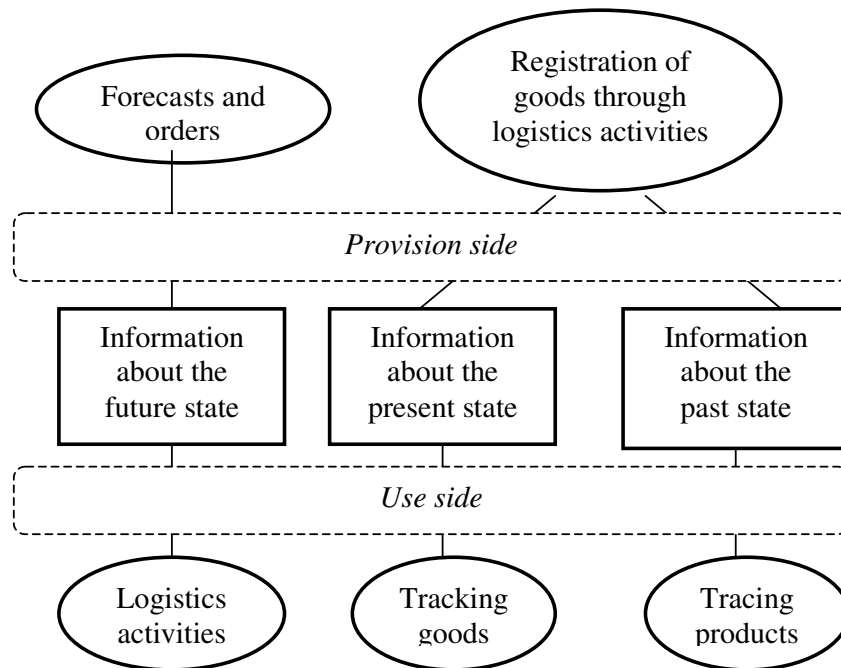 Forecasts and
orders
Registration of
goods through
logistics activities
Provision side
Information
about the
future state
Information
about the
present state
Information
about the
past state
Use side
Logistics
activities
Tracking
goods
Tracing
products